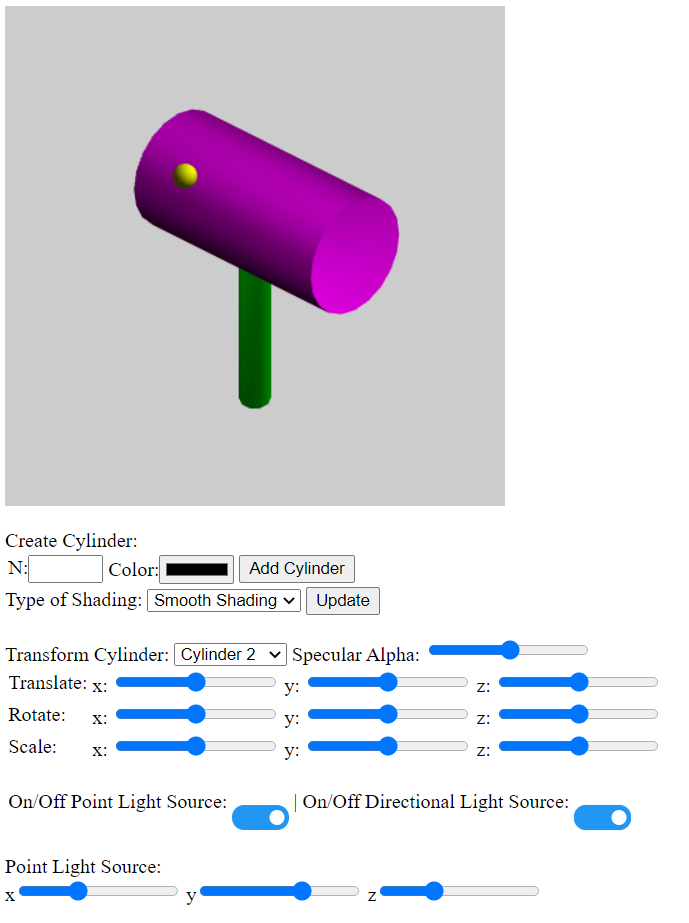 Create Cylinder:
N: Color: Add Cylinder
Type of Shading: Smooth Shading Update
Transform Cylinder: Cylinder 2 Specular Alpha:
Translate: x: y: z:
Rotate: x: y: z:
Scale: x: y: z:
On/Off Point Light Source: | On/Off Directional Light Source:
Point Light Source:
x y z